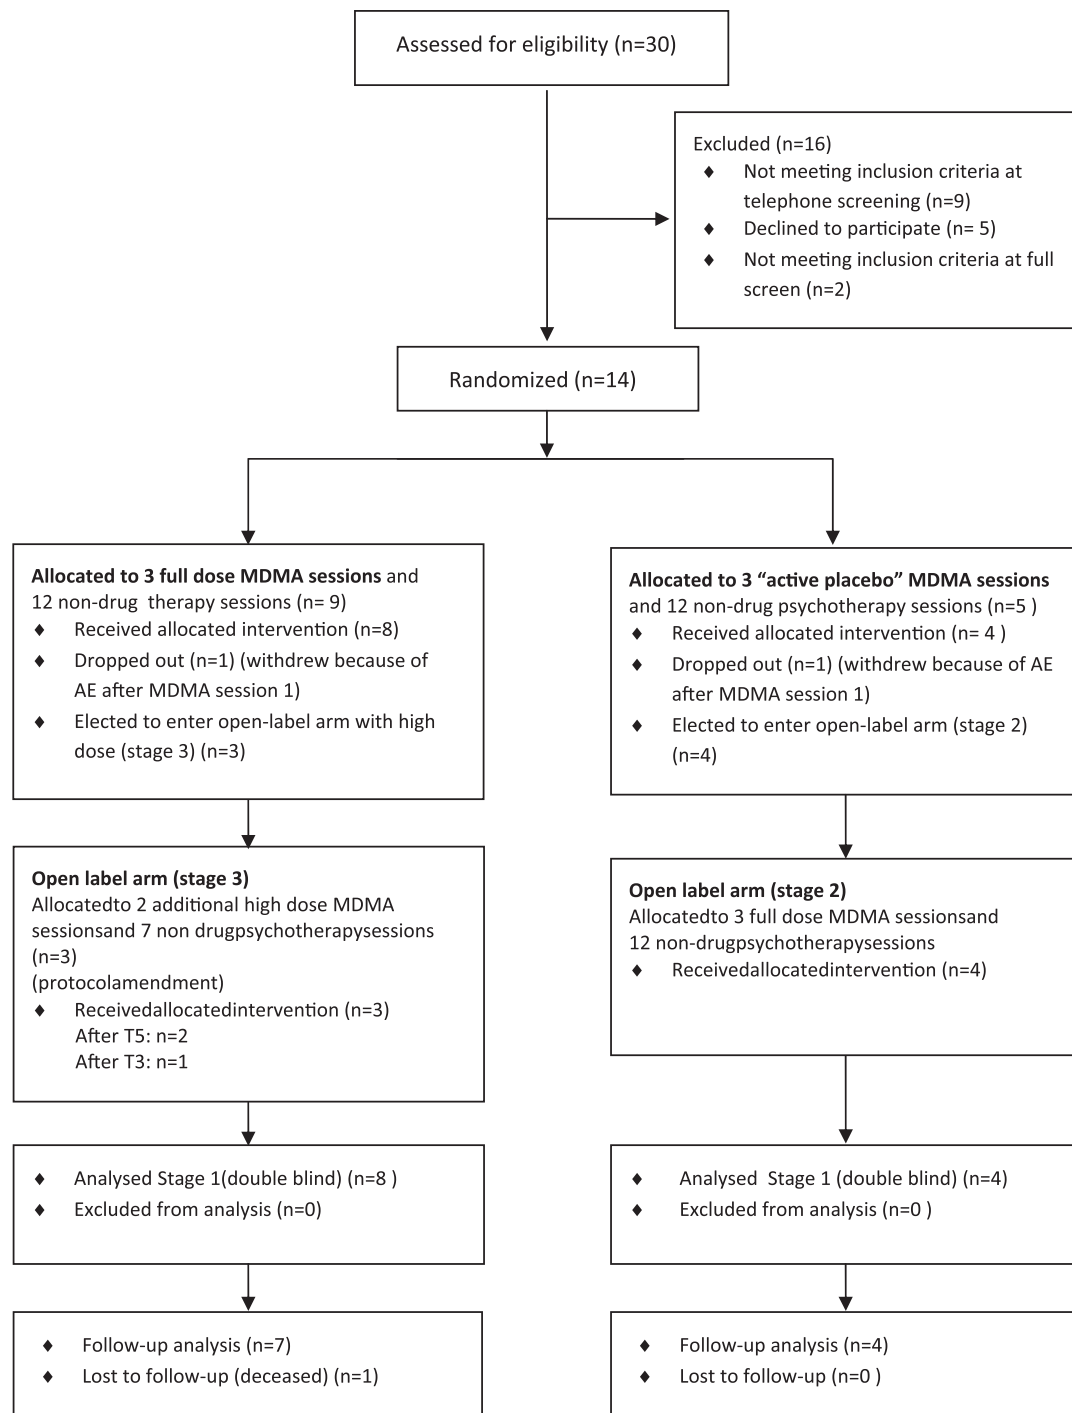 Assessed for eligibility (n=30)
Excluded (n=16)
♦ Not meeting inclusion criteria at
telephone screening (n=9)
♦ Declined to participate (n= 5)
♦ Not meeting inclusion criteria at full
screen (n=2)
Randomized (n=14)
Allocated to 3 full dose MDMA sessions and
12 non-drug therapy sessions (n= 9)
♦ Received allocated intervention (n=8)
♦ Dropped out (n=1) (withdrew because of
AE after MDMA session 1)
♦ Elected to enter open-label arm with high
dose (stage 3) (n=3)
Allocated to 3 “active placebo” MDMA sessions
and 12 non-drug psychotherapy sessions (n=5 )
♦ Received allocated intervention (n= 4 )
♦ Dropped out (n=1) (withdrew because of AE
after MDMA session 1)
♦ Elected to enter open-label arm (stage 2)
(n=4)
Open label arm (stage 3)
Allocatedto 2 additional high dose MDMA
sessionsand 7 non drugpsychotherapysessions
(n=3)
(protocolamendment)
♦ Receivedallocatedintervention (n=3)
After T5: n=2
After T3: n=1
Open label arm (stage 2)
Allocatedto 3 full dose MDMA sessionsand
12 non-drugpsychotherapysessions
♦ Receivedallocatedintervention (n=4)
♦ Analysed Stage 1(double blind) (n=8 )
♦ Excluded from analysis (n=0)
♦ Analysed Stage 1 (double blind) (n=4)
♦ Excluded from analysis (n=0 )
♦ Follow-up analysis (n=7)
♦ Lost to follow-up (deceased) (n=1)
♦ Follow-up analysis (n=4)
♦ Lost to follow-up (n=0 )